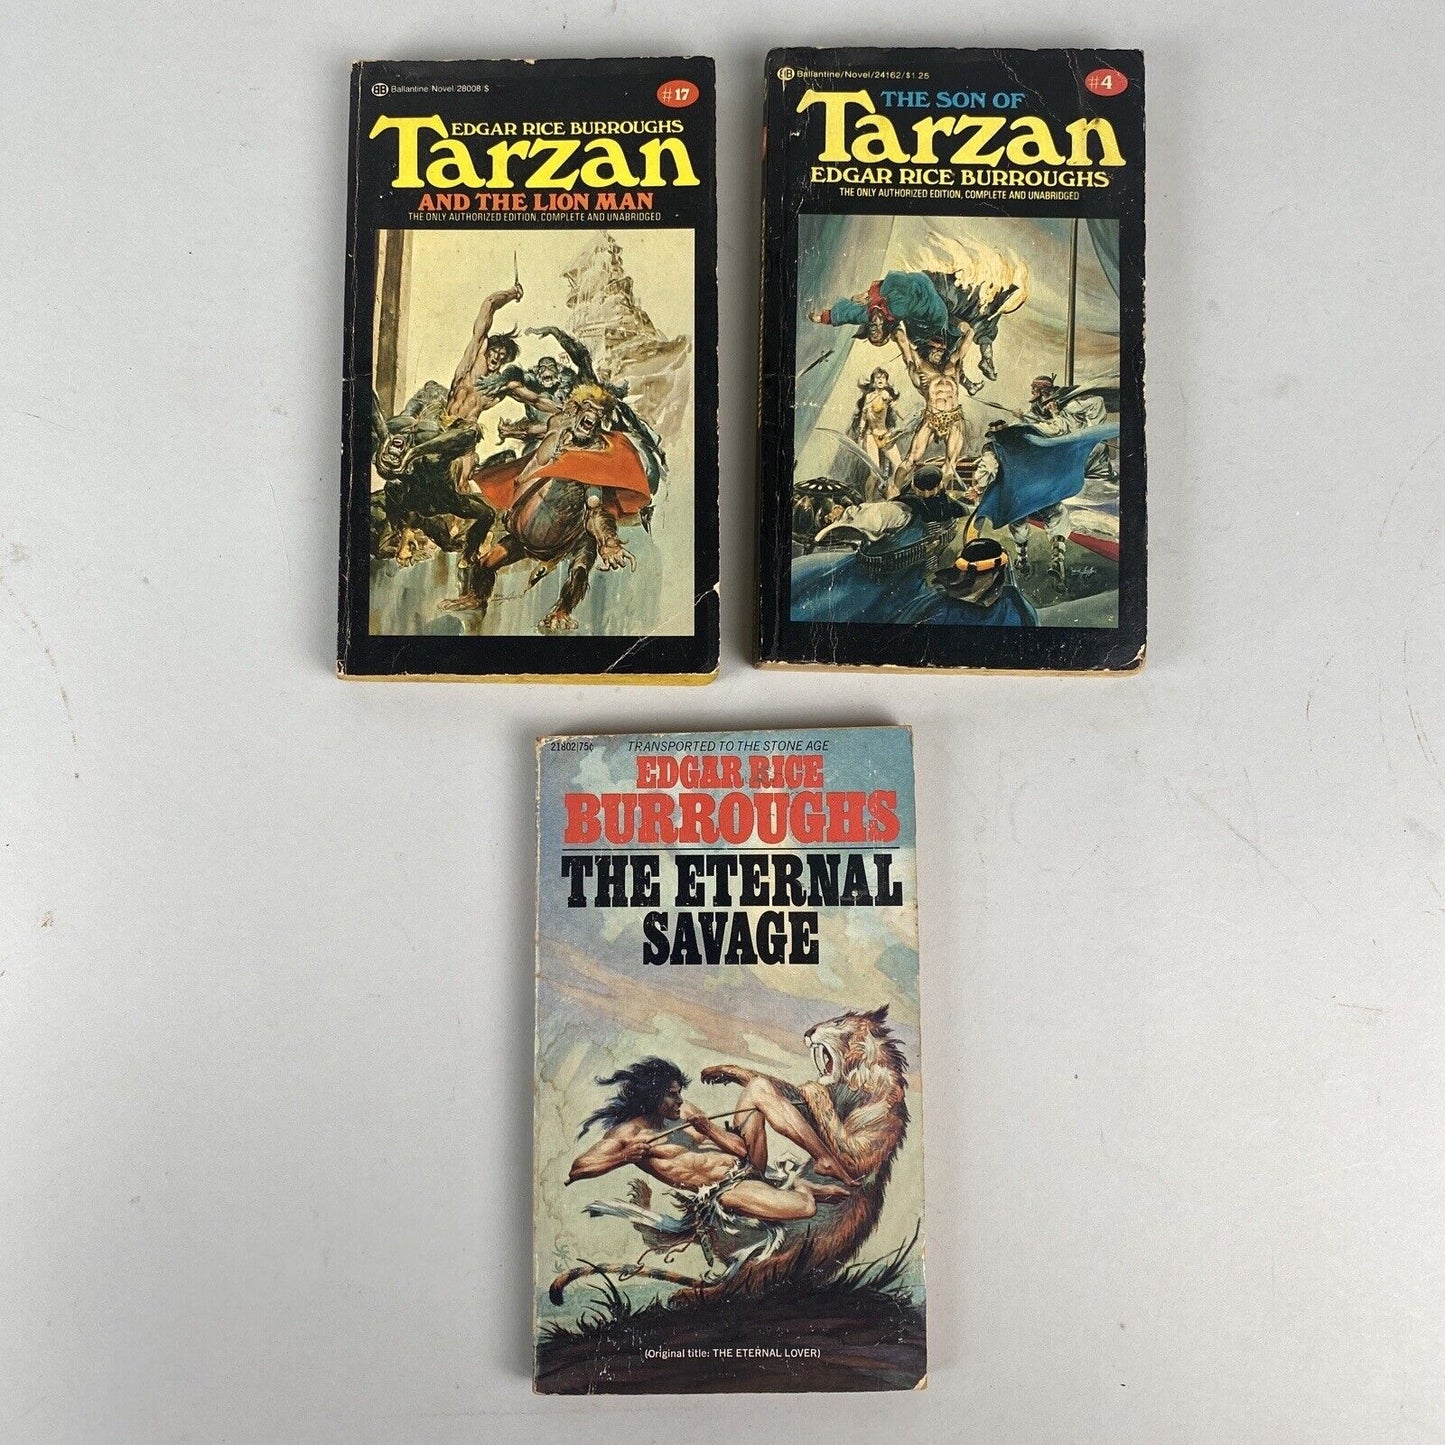 BB Ballantine/Novel/28008/$
#17
EDGAR RICE BURROUGHS
Tarzan
AND THE LION MAN
THE ONLY AUTHORIZED EDITION, COMPLETE AND UNABRIDGED
BB Ballantine/Novel/24162/$1.25
#4
THE SON OF
Tarzan
EDGAR RICE BURROUGHS
THE ONLY AUTHORIZED EDITION, COMPLETE AND UNABRIDGED
21802 75¢
TRANSPORTED TO THE STONE AGE
EDGAR RICE
BURROUGHS
THE ETERNAL
SAVAGE
(Original title: THE ETERNAL LOVER)